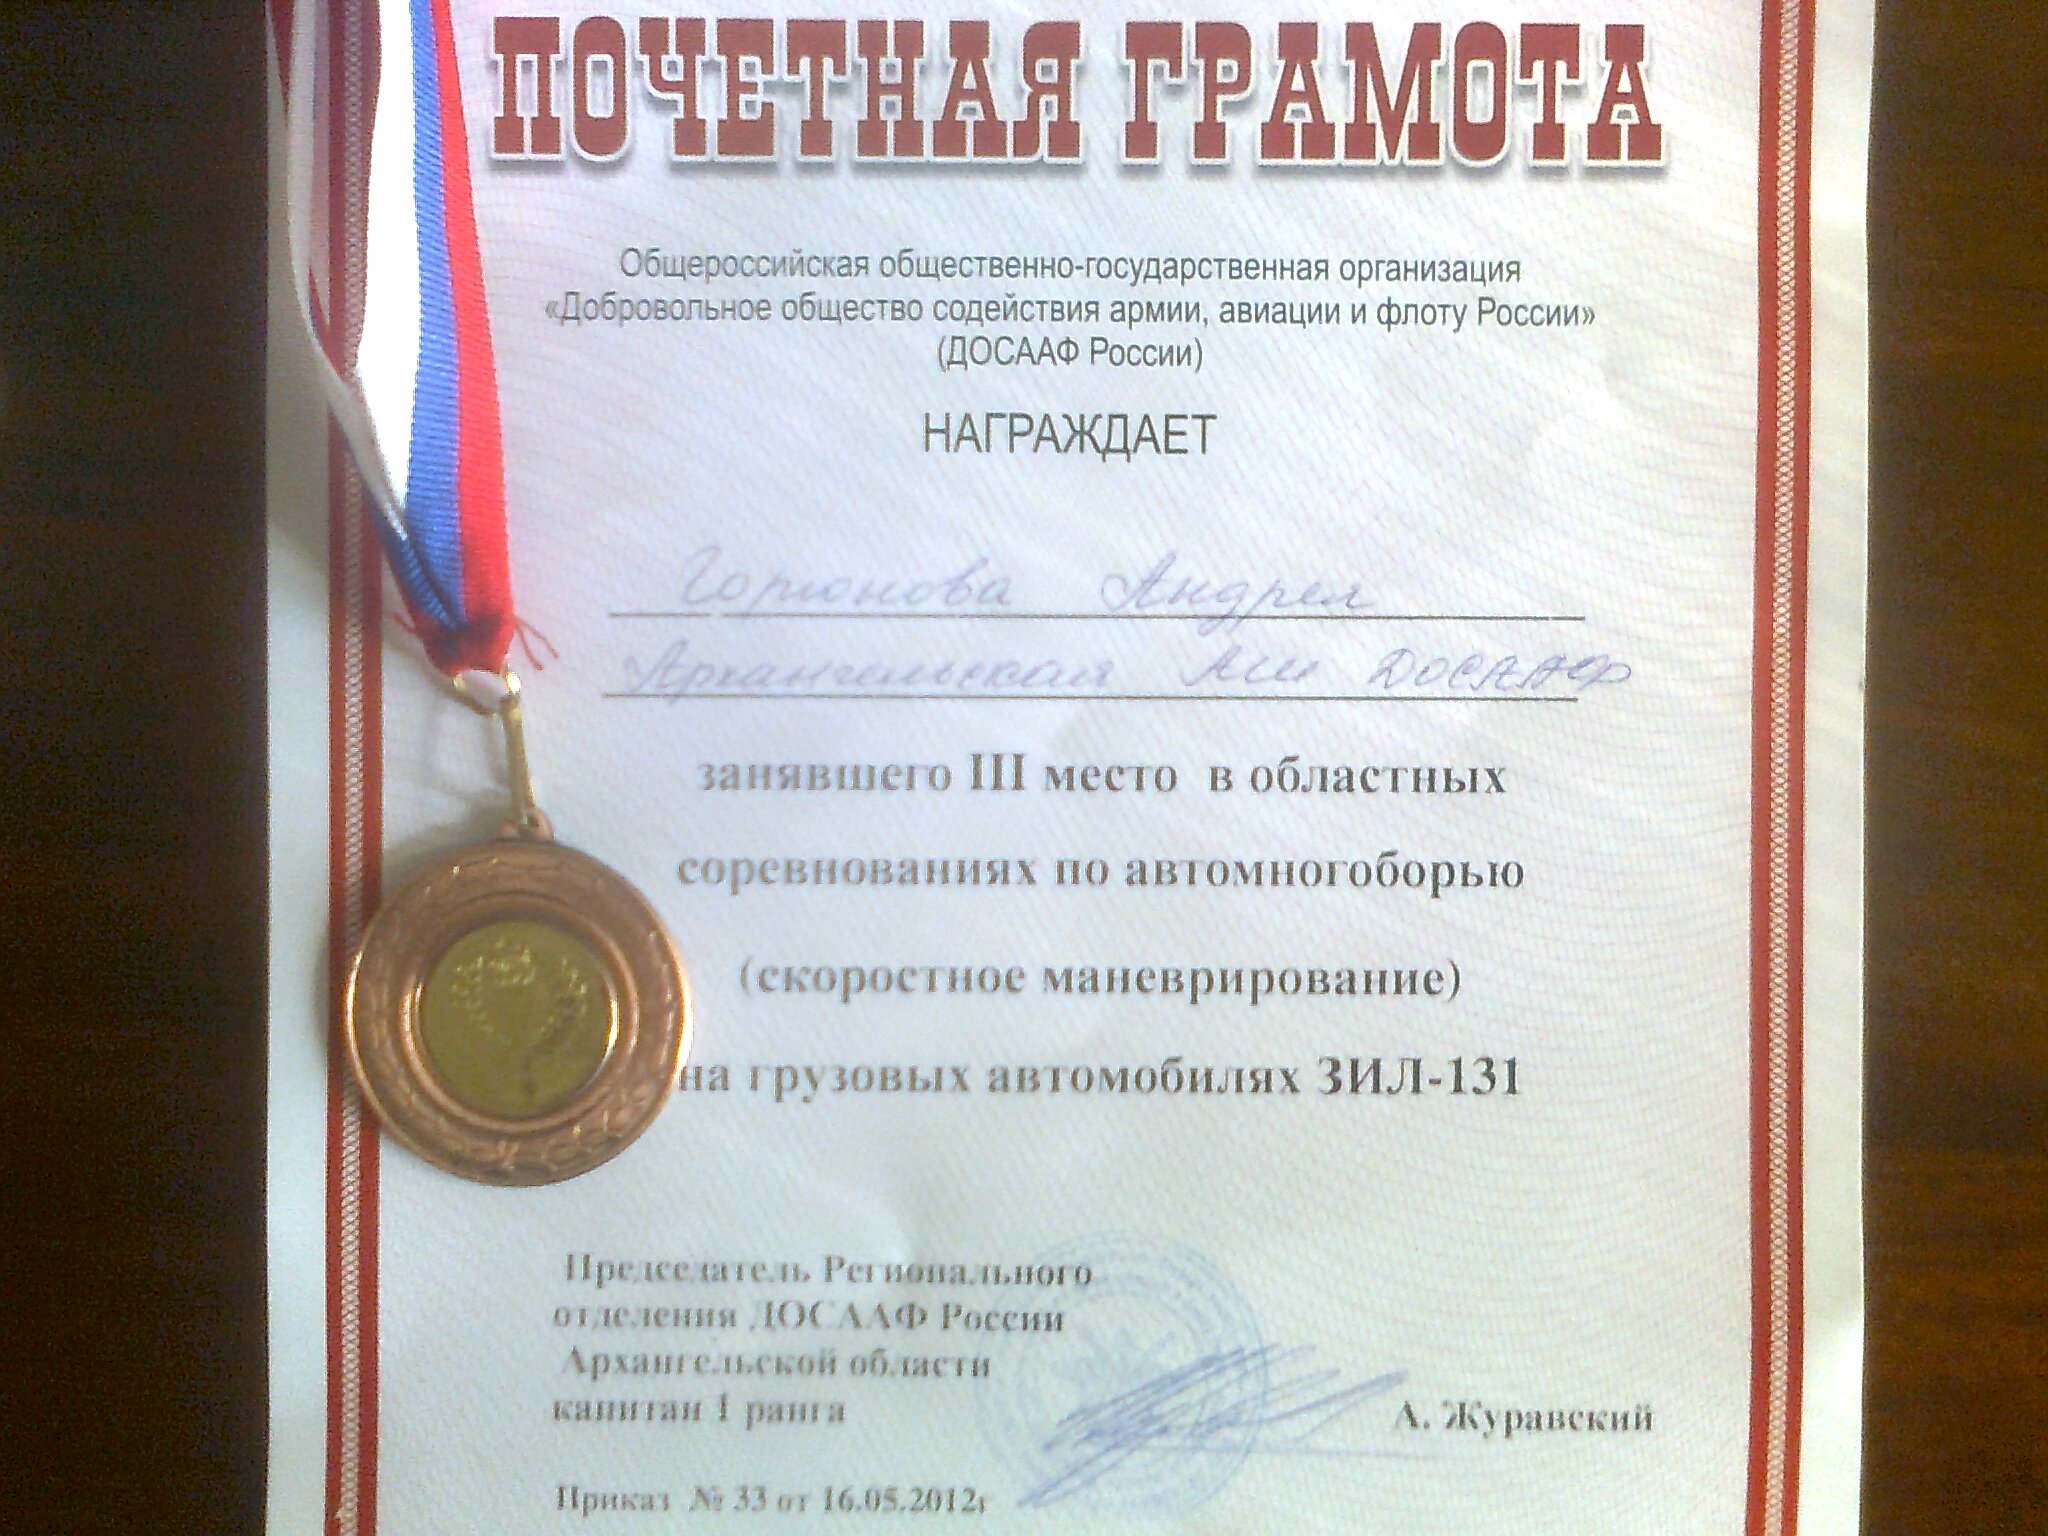 ПОЧЕТНАЯ ГРАМОТА
Общероссийская общественно-государственная организация
«Добровольное общество содействия армии, авиации и флоту России»
(ДОСААФ России)
НАГРАЖДАЕТ
Андрея
Архангельская АШ ДОСААФ
занявшего III место в областных
соревнованиях по автомногоборью
(скоростное маневрирование)
на грузовых автомобилях ЗИЛ-131
Председатель Регионального
отделения ДОСААФ России
Архангельской области
капитан 1 ранга
А. Журавский
Приказ № 33 от 16.05.2012г